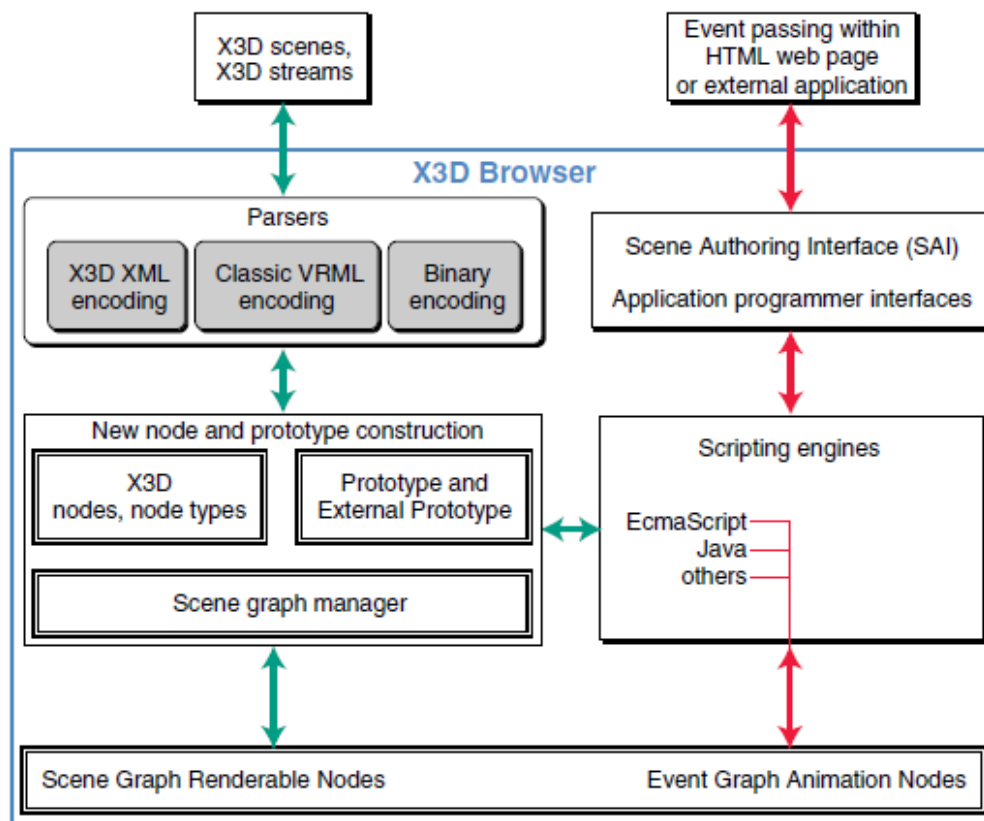 X3D scenes,
X3D streams
Event passing within
HTML web page
or external application
X3D Browser
Parsers
X3D XML
encoding
Classic VRML
encoding
Binary
encoding
Scene Authoring Interface (SAI)
Application programmer interfaces
New node and prototype construction
X3D
nodes, node types
Prototype and
External Prototype
Scene graph manager
Scripting engines
EcmaScript
Java
others
Scene Graph Renderable Nodes
Event Graph Animation Nodes